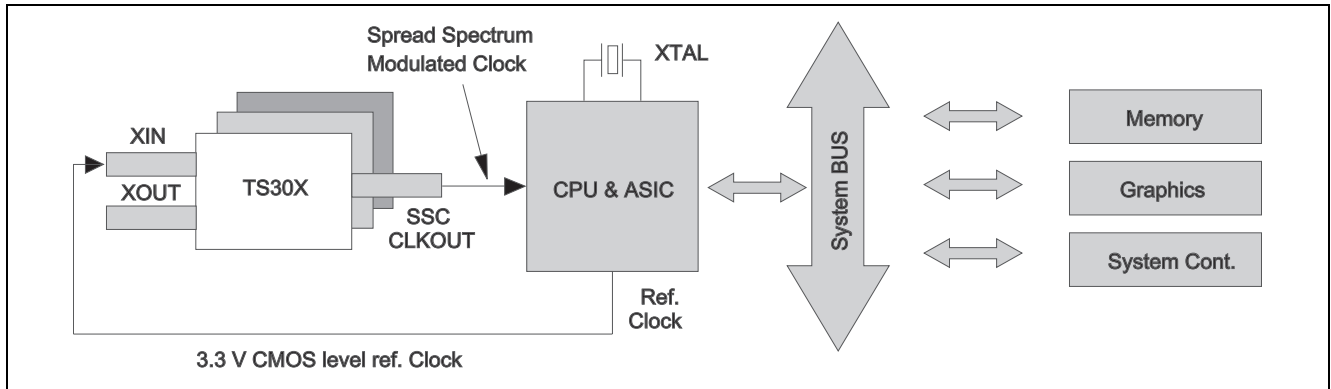 Spread Spectrum
Modulated Clock
XTAL
XIN
XOUT
TS30X
SSC
CLKOUT
CPU & ASIC
Ref.
Clock
3.3 V CMOS level ref. Clock
System BUS
Memory
Graphics
System Cont.